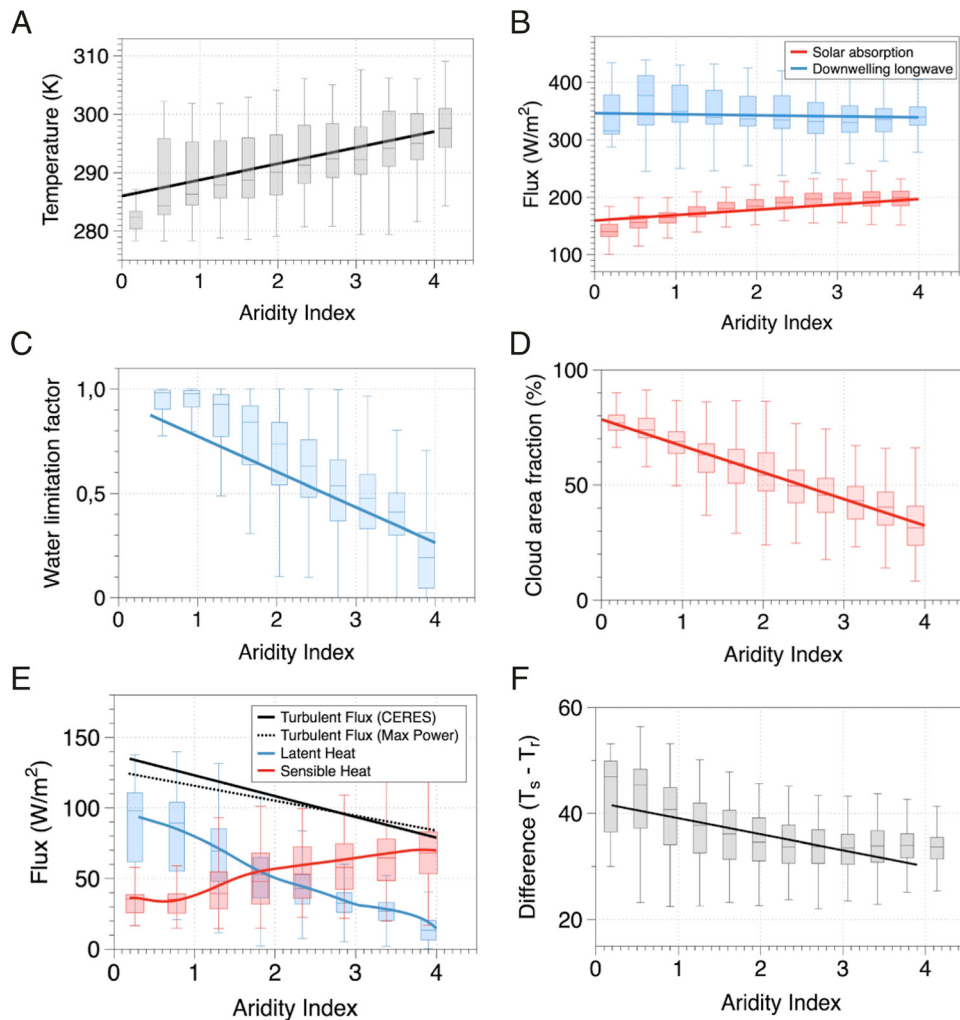 A
310
300
290
280
Temperature (K)
0 1 2 3 4
Aridity Index
B
Solar absorption
Downwelling longwave
400
300
200
100
Flux (W/m²)
0 1 2 3 4
Aridity Index
C
1,0
0,5
0
Water limitation factor
0 1 2 3 4
Aridity Index
D
100
50
0
Cloud area fraction (%)
0 1 2 3 4
Aridity Index
E
Turbulent Flux (CERES)
Turbulent Flux (Max Power)
Latent Heat
Sensible Heat
150
100
50
0
Flux (W/m²)
0 1 2 3 4
Aridity Index
F
60
40
20
Difference (Tₛ - Tᵣ)
0 1 2 3 4
Aridity Index